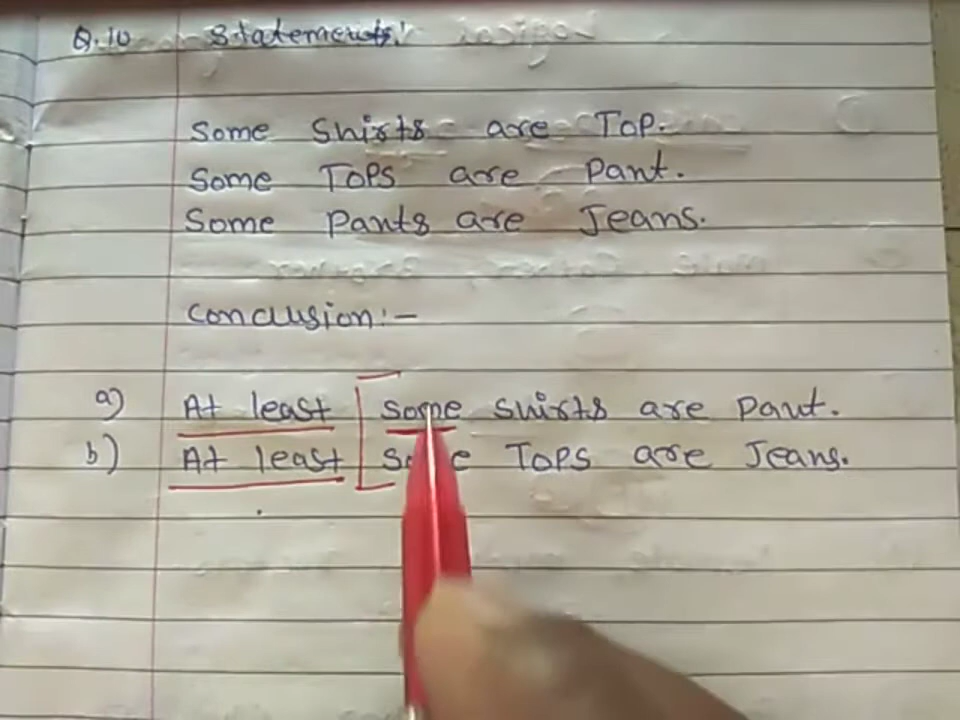 Q.10 Statements:
Some Shirts are Top.
Some Tops are Pant.
Some Pants are Jeans.
Conclusion:-
a) At least some shirts are Pant.
b) At least some Tops are Jeans.